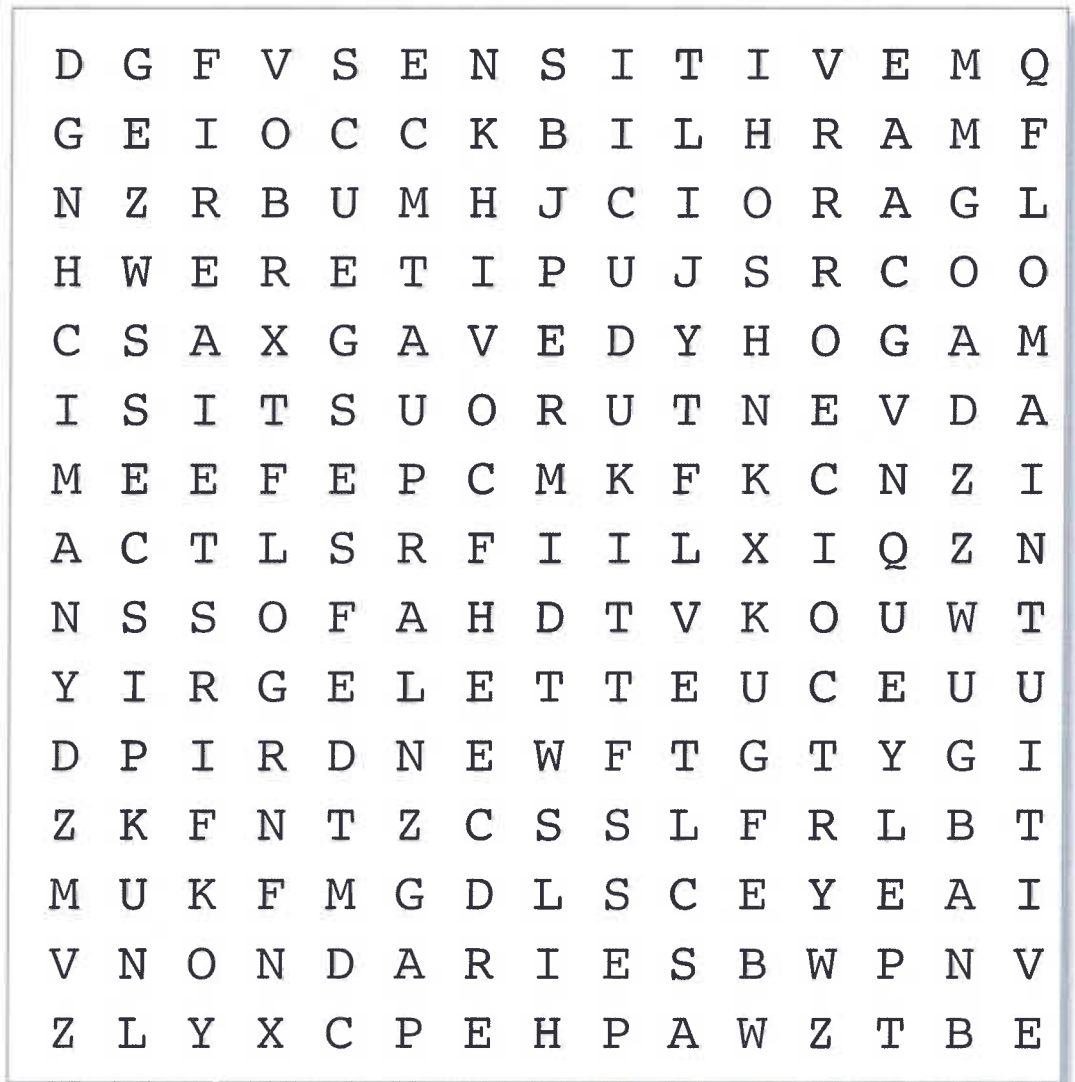 D G F V S E N S I T I V E M Q
G E I O C C K B I L H R A M F
N Z R B U M H J C I O R A G L
H W E R E T I P U J S R C O O
C S A X G A V E D Y H O G A M
I S I T S U O R U T N E V D A
M E E F E P C M K F K C N Z I
A C T L S R F I I L X I Q Z N
N S S O F A H D T V K O U W T
Y I R G E L E T T E U C E U U
D P I R D N E W F T G T Y G I
Z K F N T Z C S S L F R L B T
M U K F M G D L S C E Y E A I
V N O N D A R I E S B W P N V
Z L Y X C P E H P A W Z T B E